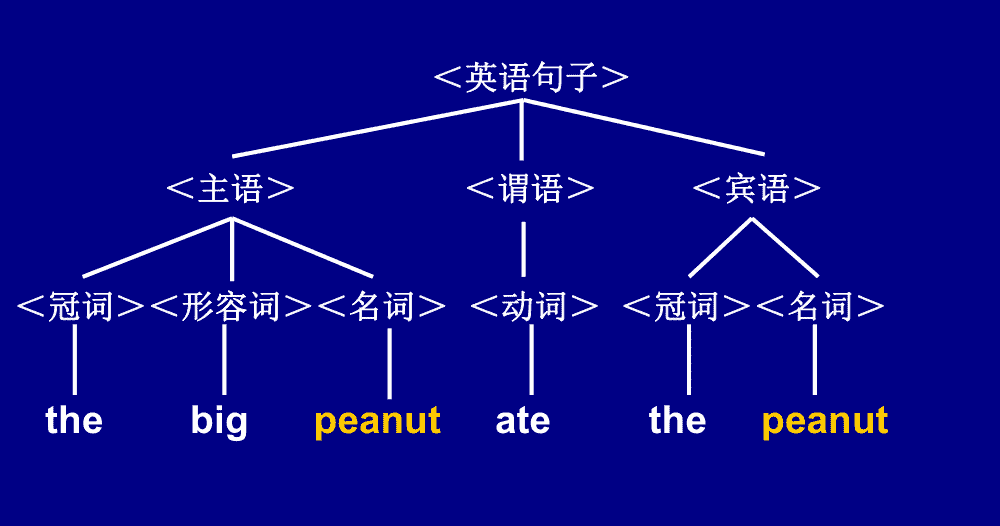 ＜英语句子＞
＜主语＞ ＜谓语＞ ＜宾语＞
＜冠词＞ ＜形容词＞ ＜名词＞ ＜动词＞ ＜冠词＞ ＜名词＞
the big peanut ate the peanut